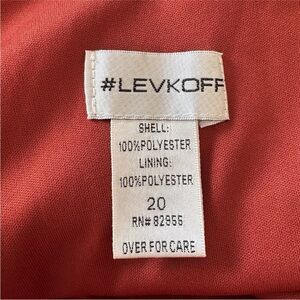 #LEVKOFF
SHELL:
100%POLYESTER
LINING:
100%POLYESTER
20
RN# 82955
OVER FOR CARE